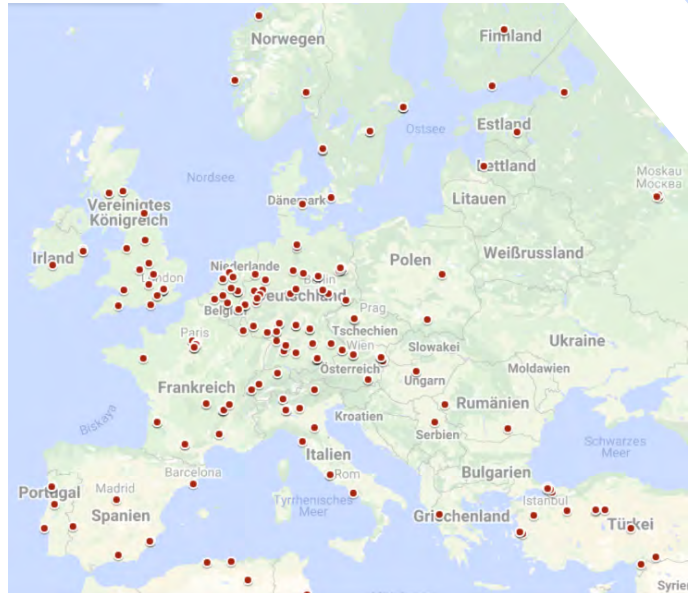 Norwegen
Finnland
Ostsee
Estland
Lettland
Nordsee
Moskau
Москва
Dänemark
Litauen
Vereinigtes
Königreich
Irland
Weißrussland
Niederlande
Polen
London
Berlin
Deutschland
Belgien
Prag
Tschechien
Ukraine
Paris
Wien
Slowakei
Österreich
Moldawien
Ungarn
Frankreich
Rumänien
Kroatien
Biskaya
Serbien
Schwarzes
Meer
Italien
Bulgarien
Barcelona
Rom
Portugal
Madrid
Spanien
Tyrrhenisches
Meer
Griechenland
Istanbul
Türkei
Syrien